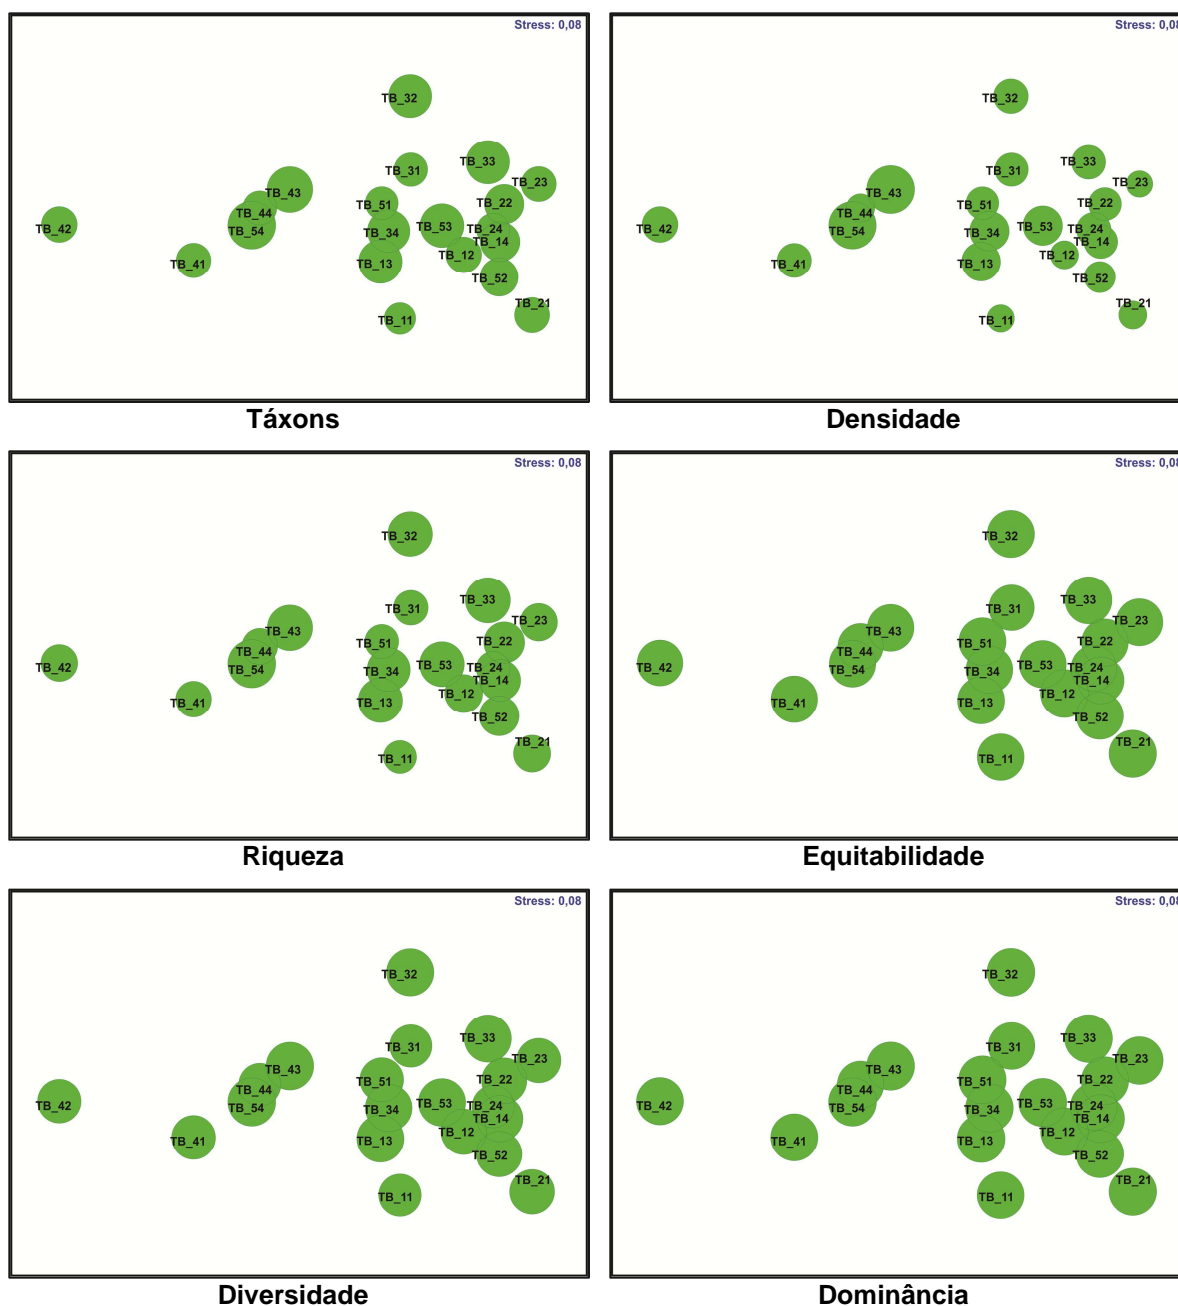 Stress: 0,08
TB_32
TB_33
TB_31
TB_23
TB_43
TB_51
TB_22
TB_44
TB_42
TB_54
TB_34
TB_53
TB_24
TB_14
TB_12
TB_41
TB_13
TB_52
TB_21
TB_11
Táxons
Stress: 0,08
TB_32
TB_33
TB_31
TB_23
TB_43
TB_51
TB_22
TB_44
TB_42
TB_54
TB_34
TB_53
TB_24
TB_14
TB_12
TB_41
TB_13
TB_52
TB_21
TB_11
Densidade
Stress: 0,08
TB_32
TB_33
TB_31
TB_23
TB_43
TB_51
TB_22
TB_44
TB_42
TB_54
TB_34
TB_53
TB_24
TB_14
TB_12
TB_41
TB_13
TB_52
TB_21
TB_11
Riqueza
Stress: 0,08
TB_32
TB_33
TB_31
TB_23
TB_43
TB_51
TB_22
TB_44
TB_42
TB_54
TB_34
TB_53
TB_24
TB_14
TB_12
TB_41
TB_13
TB_52
TB_21
TB_11
Equitabilidade
Stress: 0,08
TB_32
TB_33
TB_31
TB_23
TB_43
TB_51
TB_22
TB_44
TB_42
TB_54
TB_34
TB_53
TB_24
TB_14
TB_12
TB_41
TB_13
TB_52
TB_21
TB_11
Diversidade
Stress: 0,08
TB_32
TB_33
TB_31
TB_23
TB_43
TB_51
TB_22
TB_44
TB_42
TB_54
TB_34
TB_53
TB_24
TB_14
TB_12
TB_41
TB_13
TB_52
TB_21
TB_11
Dominância